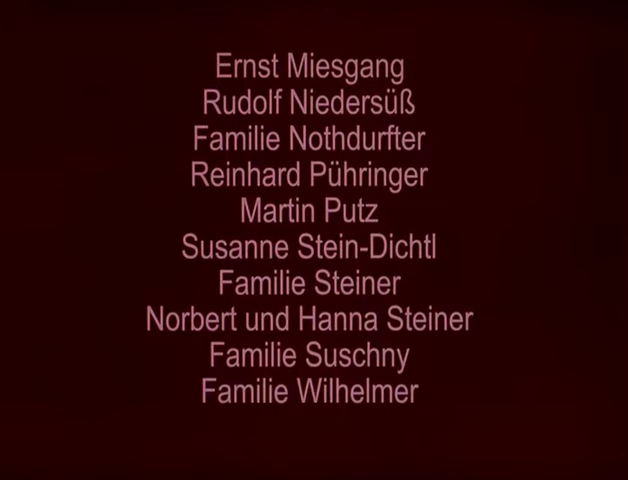 Ernst Miesgang
Rudolf Niedersüß
Familie Nothdurfter
Reinhard Pühringer
Martin Putz
Susanne Stein-Dichtl
Familie Steiner
Norbert und Hanna Steiner
Familie Suschny
Familie Wilhelmer